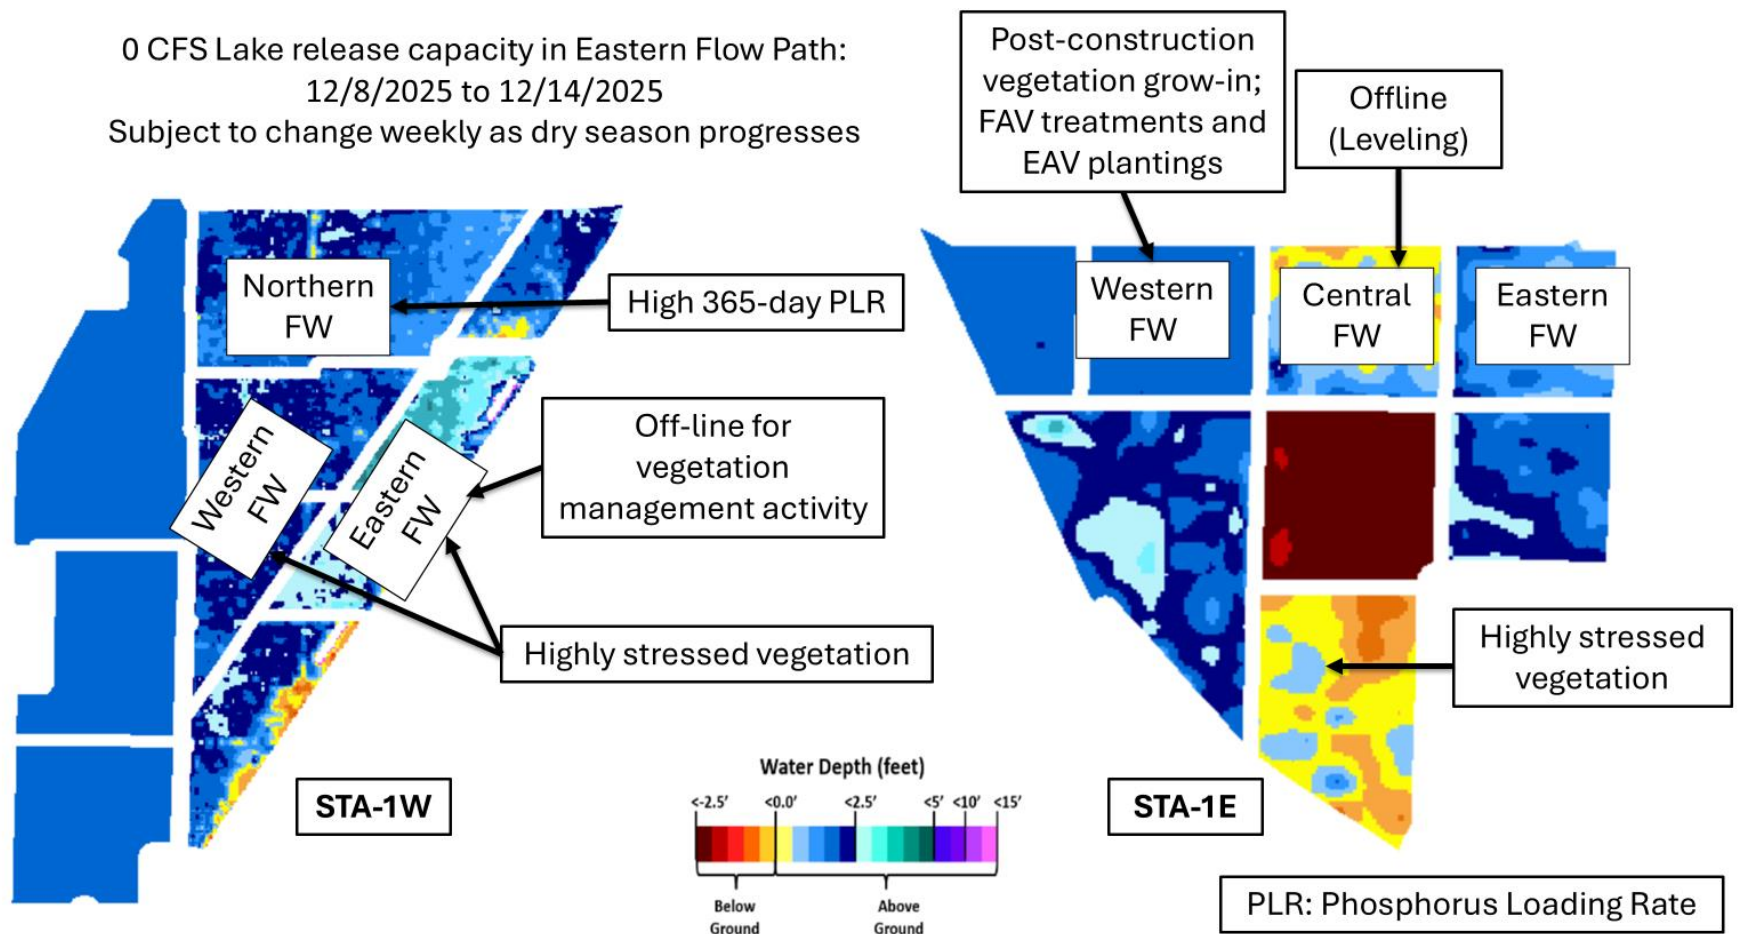 0 CFS Lake release capacity in Eastern Flow Path:
12/8/2025 to 12/14/2025
Subject to change weekly as dry season progresses
Post-construction
vegetation grow-in;
FAV treatments and
EAV plantings
Offline
(Leveling)
Northern
FW
High 365-day PLR
Western
FW
Central
FW
Eastern
FW
Western
FW
Eastern
FW
Off-line for
vegetation
management activity
Highly stressed vegetation
Highly stressed
vegetation
STA-1W
Water Depth (feet)
<-2.5' <0.0' <2.5' <5' <10' <15'
Below
Ground
Above
Ground
STA-1E
PLR: Phosphorus Loading Rate